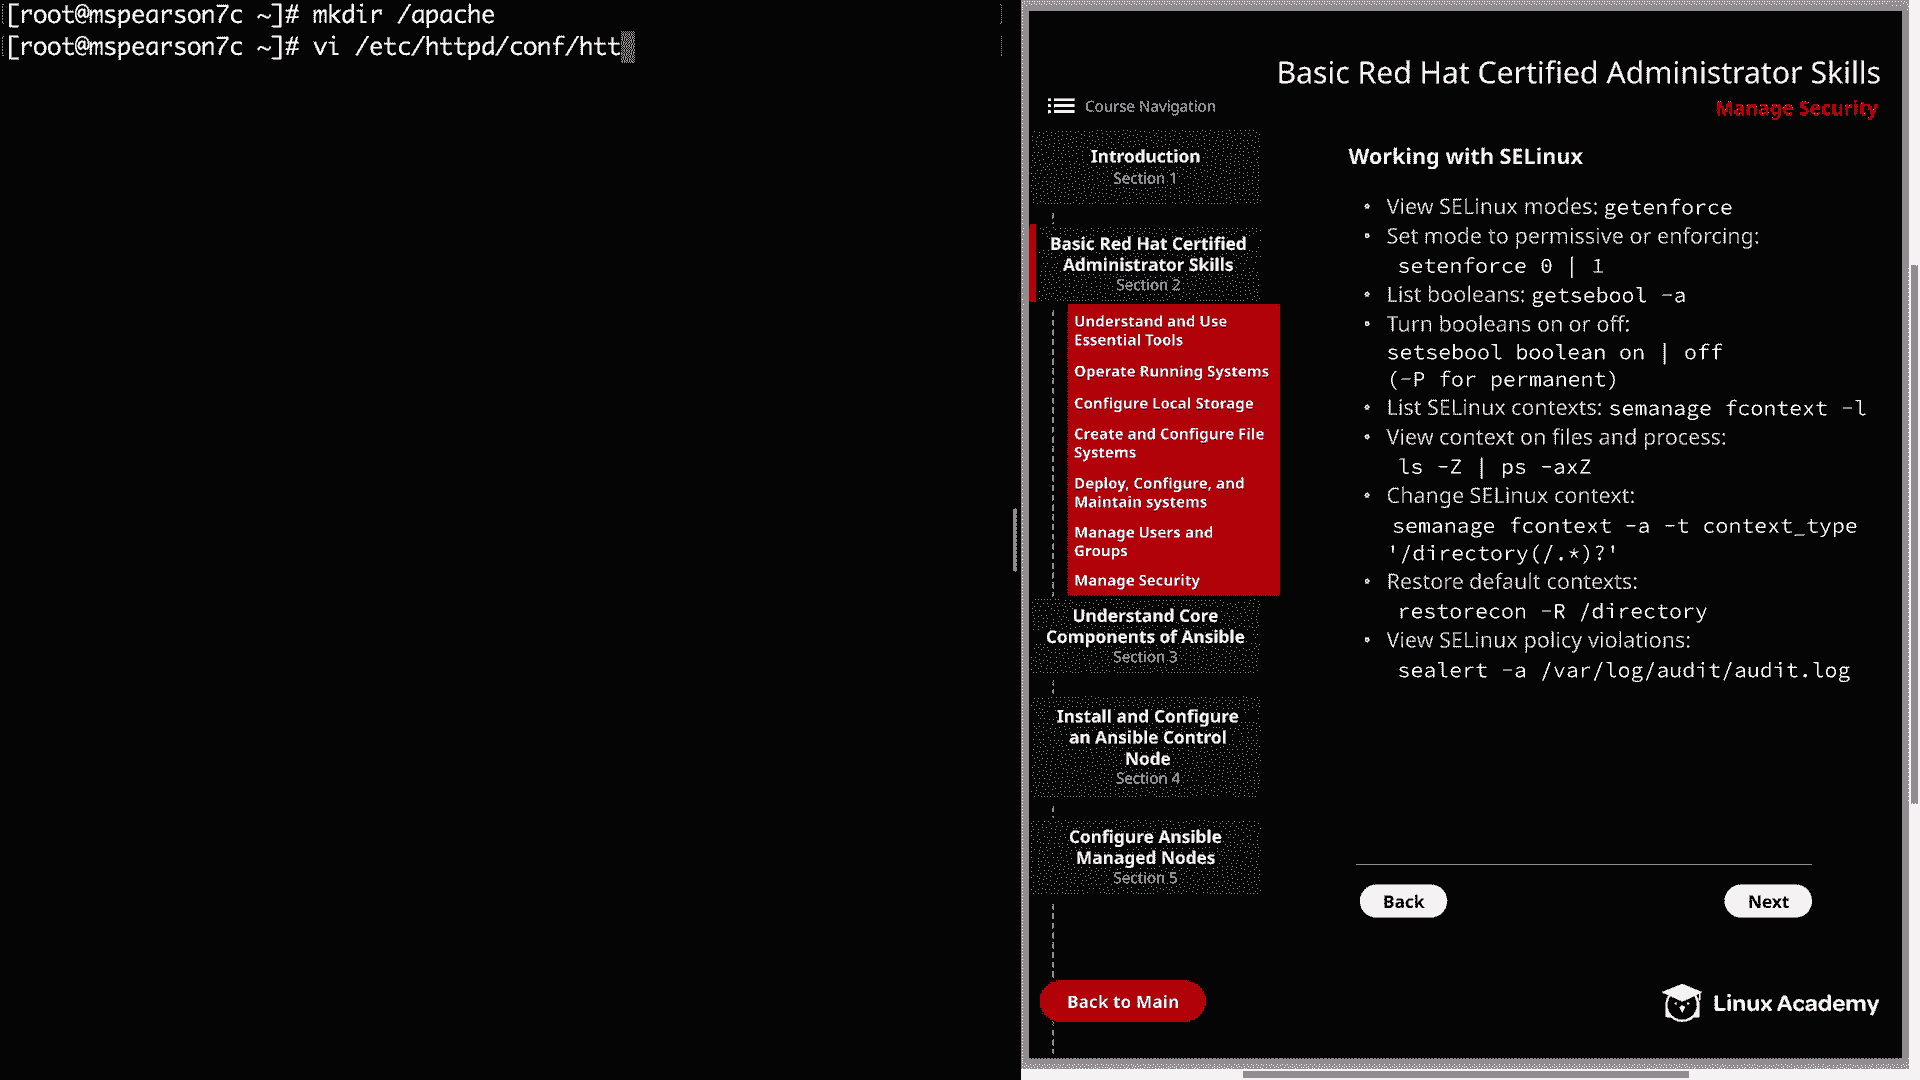 [root@mspearson7c ~]# mkdir /apache
[root@mspearson7c ~]# vi /etc/httpd/conf/htt
Basic Red Hat Certified Administrator Skills
Manage Security
Course Navigation
Introduction
Section 1
Basic Red Hat Certified
Administrator Skills
Section 2
Understand and Use
Essential Tools
Operate Running Systems
Configure Local Storage
Create and Configure File
Systems
Deploy, Configure, and
Maintain systems
Manage Users and
Groups
Manage Security
Understand Core
Components of Ansible
Section 3
Install and Configure
an Ansible Control
Node
Section 4
Configure Ansible
Managed Nodes
Section 5
Back to Main
Working with SELinux
• View SELinux modes: getenforce
• Set mode to permissive or enforcing:
setenforce 0 | 1
• List booleans: getsebool -a
• Turn booleans on or off:
setsebool boolean on | off
(-P for permanent)
• List SELinux contexts: semanage fcontext -l
• View context on files and process:
ls -Z | ps -axZ
• Change SELinux context:
semanage fcontext -a -t context_type
'/directory(/.*)?'
• Restore default contexts:
restorecon -R /directory
• View SELinux policy violations:
sealert -a /var/log/audit/audit.log
Back
Next
Linux Academy